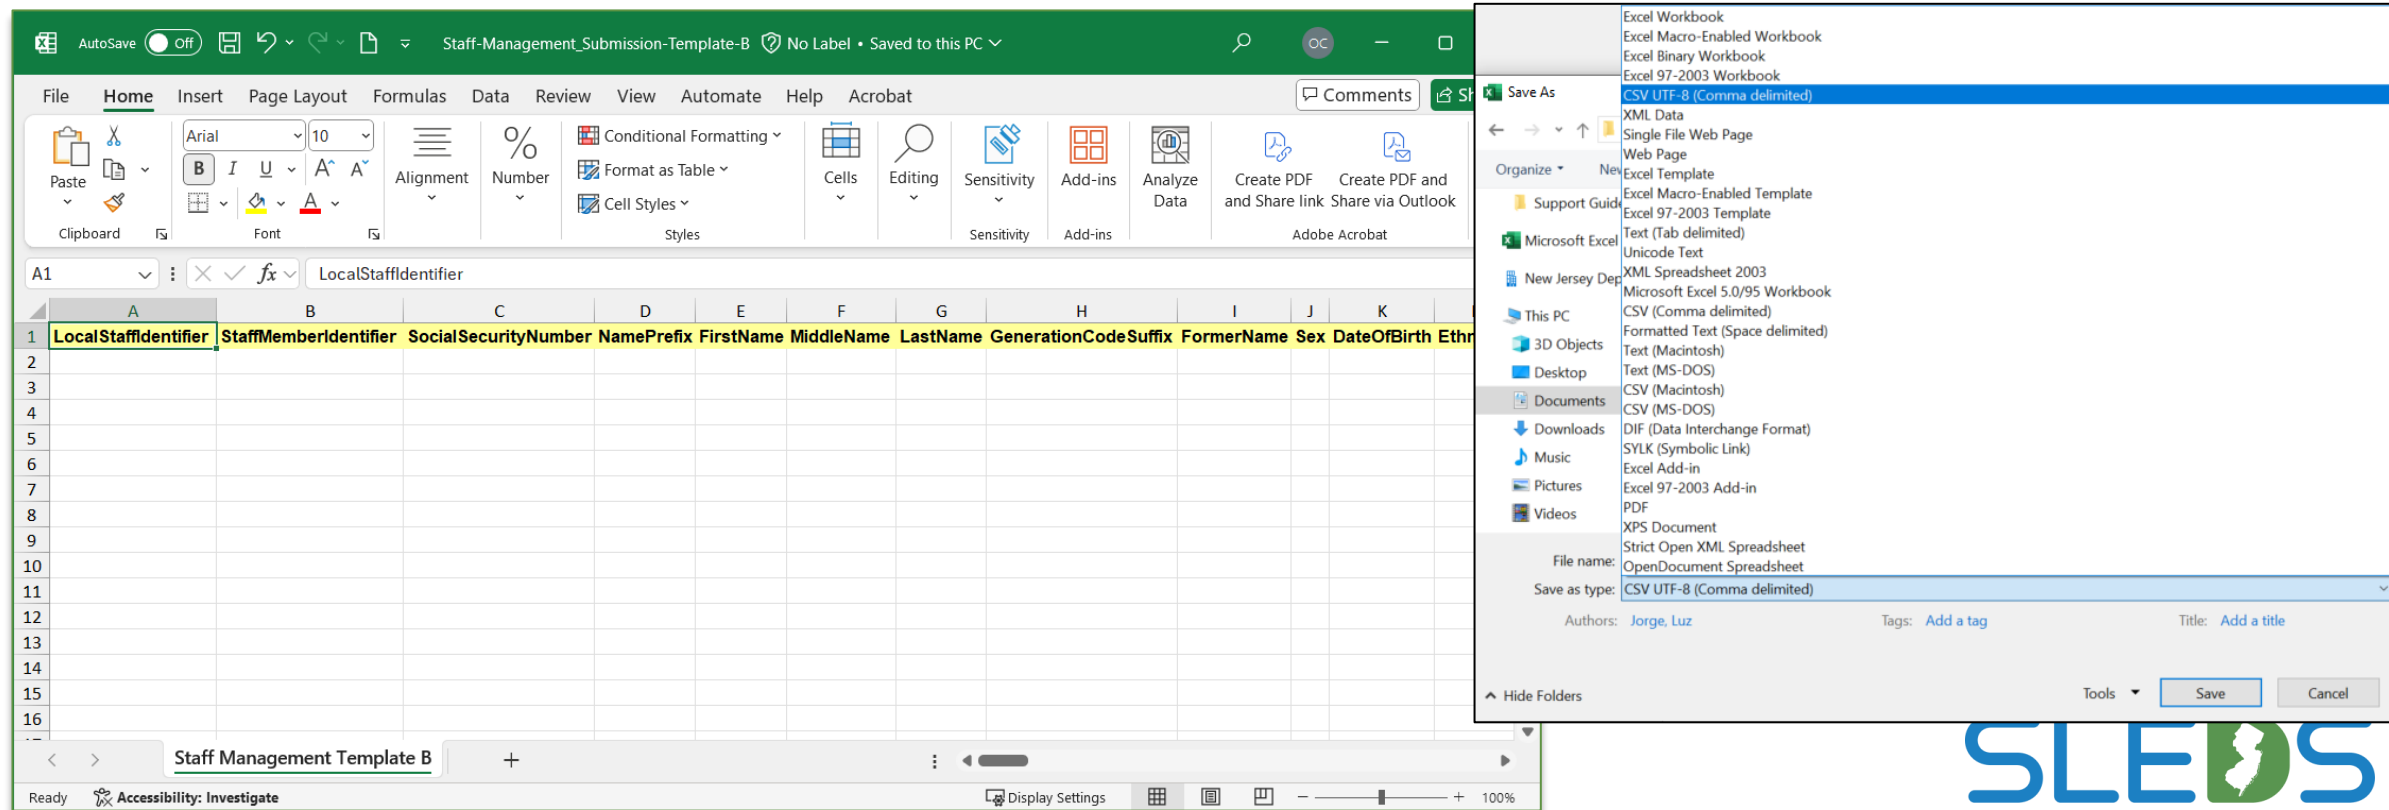 AutoSave Off Staff-Management_Submission-Template-B No Label • Saved to this PC OC
File Home Insert Page Layout Formulas Data Review View Automate Help Acrobat Comments
Arial 10
Paste B I U A A Alignment Number Conditional Formatting Format as Table Cell Styles Cells Editing Sensitivity Add-ins Analyze Data Create PDF and Share link Create PDF and Share via Outlook
Clipboard Font Styles Sensitivity Add-ins Adobe Acrobat
A1 fx LocalStaffIdentifier
A B C D E F G H I J K
1 LocalStaffIdentifier StaffMemberIdentifier SocialSecurityNumber NamePrefix FirstName MiddleName LastName GenerationCodeSuffix FormerName Sex DateOfBirth
2
3
4
5
6
7
8
9
10
11
12
13
14
15
16
Staff Management Template B
Ready Accessibility: Investigate Display Settings 100%
Save As
Organize
Support
Microsoft Excel
New Jersey
This PC
3D Objects
Desktop
Documents
Downloads
Music
Pictures
Videos
Excel Workbook
Excel Macro-Enabled Workbook
Excel Binary Workbook
Excel 97-2003 Workbook
CSV UTF-8 (Comma delimited)
XML Data
Single File Web Page
Web Page
Excel Template
Excel Macro-Enabled Template
Excel 97-2003 Template
Text (Tab delimited)
Unicode Text
XML Spreadsheet 2003
Microsoft Excel 5.0/95 Workbook
CSV (Comma delimited)
Formatted Text (Space delimited)
Text (Macintosh)
Text (MS-DOS)
CSV (Macintosh)
CSV (MS-DOS)
DIF (Data Interchange Format)
SYLK (Symbolic Link)
Excel Add-in
Excel 97-2003 Add-in
PDF
XPS Document
Strict Open XML Spreadsheet
OpenDocument Spreadsheet
File name:
Save as type: CSV UTF-8 (Comma delimited)
Authors: Jorge, Luz Tags: Add a tag Title: Add a title
Hide Folders Tools Save Cancel
SLEDS